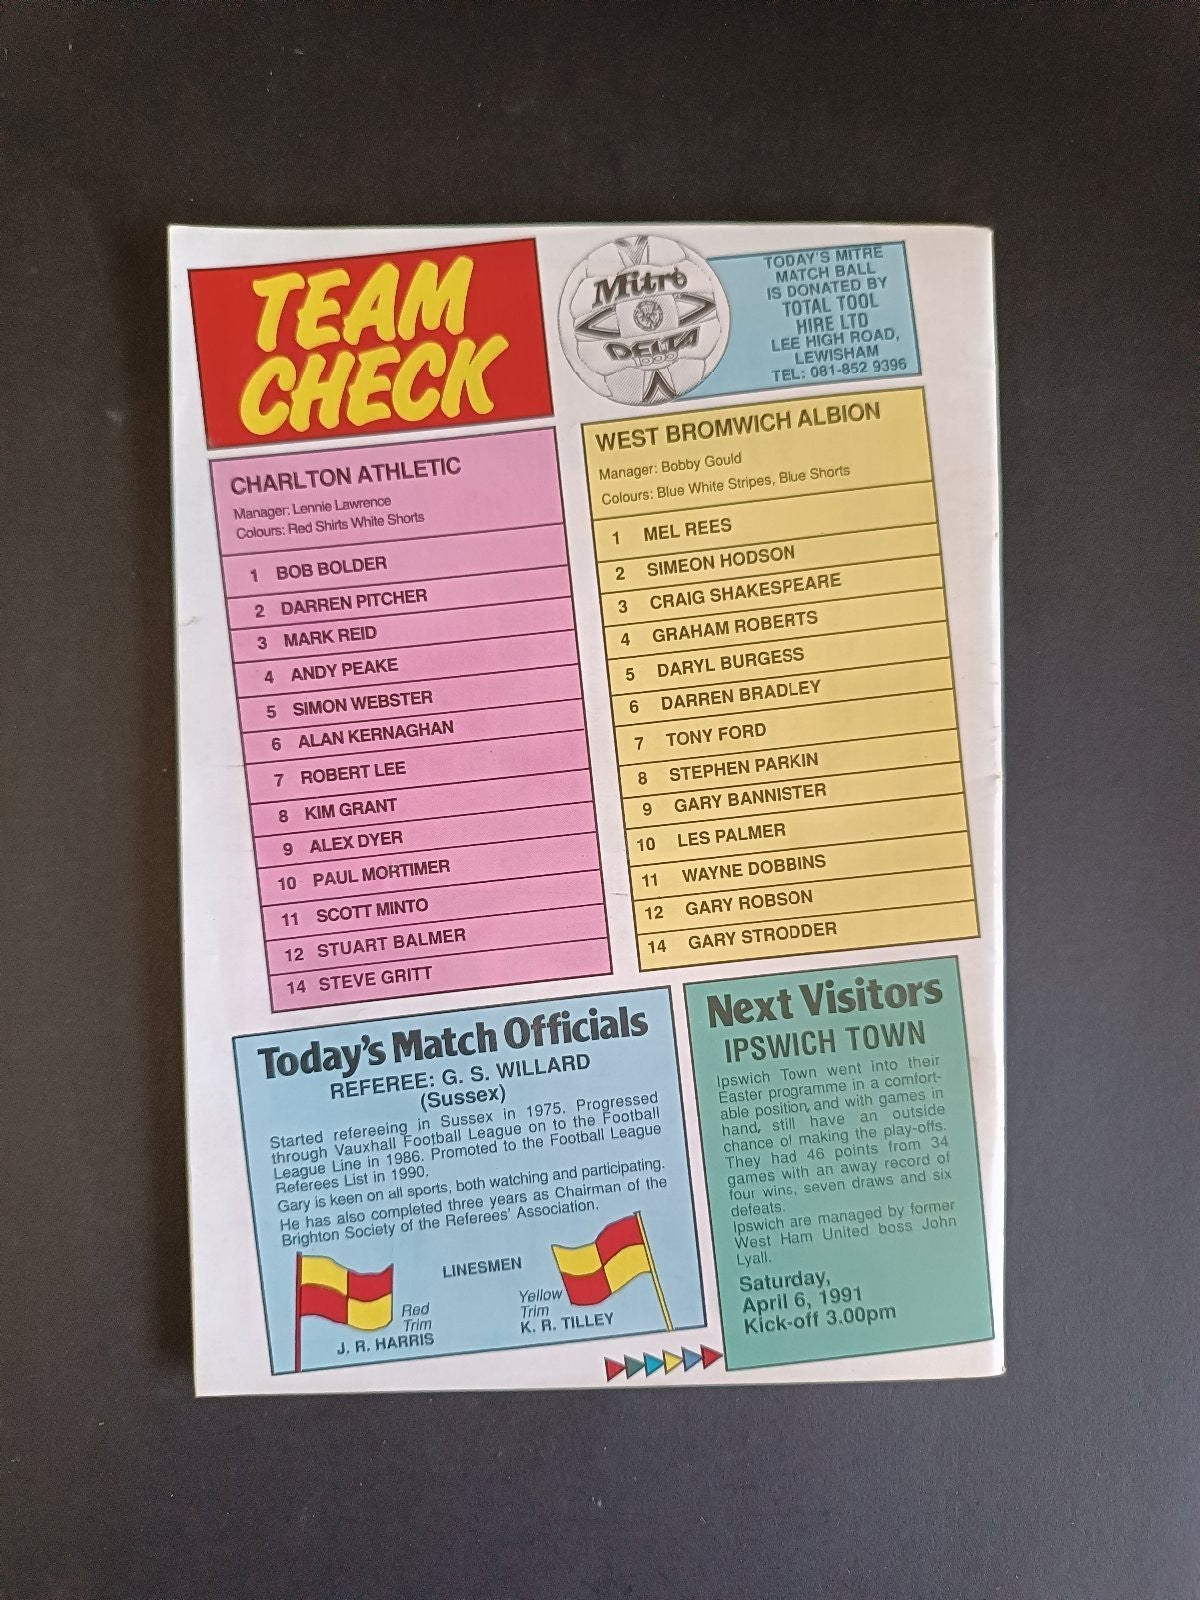 TEAM
CHECK
Mitre
DELTA
1000
TODAY'S MITRE
MATCH BALL
IS DONATED BY
TOTAL TOOL
HIRE LTD
LEE HIGH ROAD,
LEWISHAM
TEL: 081-852 9396
CHARLTON ATHLETIC
Manager: Lennie Lawrence
Colours: Red Shirts White Shorts
1 BOB BOLDER
2 DARREN PITCHER
3 MARK REID
4 ANDY PEAKE
5 SIMON WEBSTER
6 ALAN KERNAGHAN
7 ROBERT LEE
8 KIM GRANT
9 ALEX DYER
10 PAUL MORTIMER
11 SCOTT MINTO
12 STUART BALMER
14 STEVE GRITT
WEST BROMWICH ALBION
Manager: Bobby Gould
Colours: Blue White Stripes, Blue Shorts
1 MEL REES
2 SIMEON HODSON
3 CRAIG SHAKESPEARE
4 GRAHAM ROBERTS
5 DARYL BURGESS
6 DARREN BRADLEY
7 TONY FORD
8 STEPHEN PARKIN
9 GARY BANNISTER
10 LES PALMER
11 WAYNE DOBBINS
12 GARY ROBSON
14 GARY STRODDER
Today's Match Officials
REFEREE: G. S. WILLARD
(Sussex)
Started refereeing in Sussex in 1975. Progressed
through Vauxhall Football League on to the Football
League Line in 1986. Promoted to the Football League
Referees List in 1990.
Gary is keen on all sports, both watching and participating.
He has also completed three years as Chairman of the
Brighton Society of the Referees' Association.
LINESMEN
Red
Trim
J. R. HARRIS
Yellow
Trim
K. R. TILLEY
Next Visitors
IPSWICH TOWN
Ipswich Town went into their
Easter programme in a comfort-
able position, and with games in
hand, still have an outside
chance of making the play-offs.
They had 46 points from 34
games with an away record of
four wins, seven draws and six
defeats.
Ipswich are managed by former
West Ham United boss John
Lyall.
Saturday,
April 6, 1991
Kick-off 3.00pm